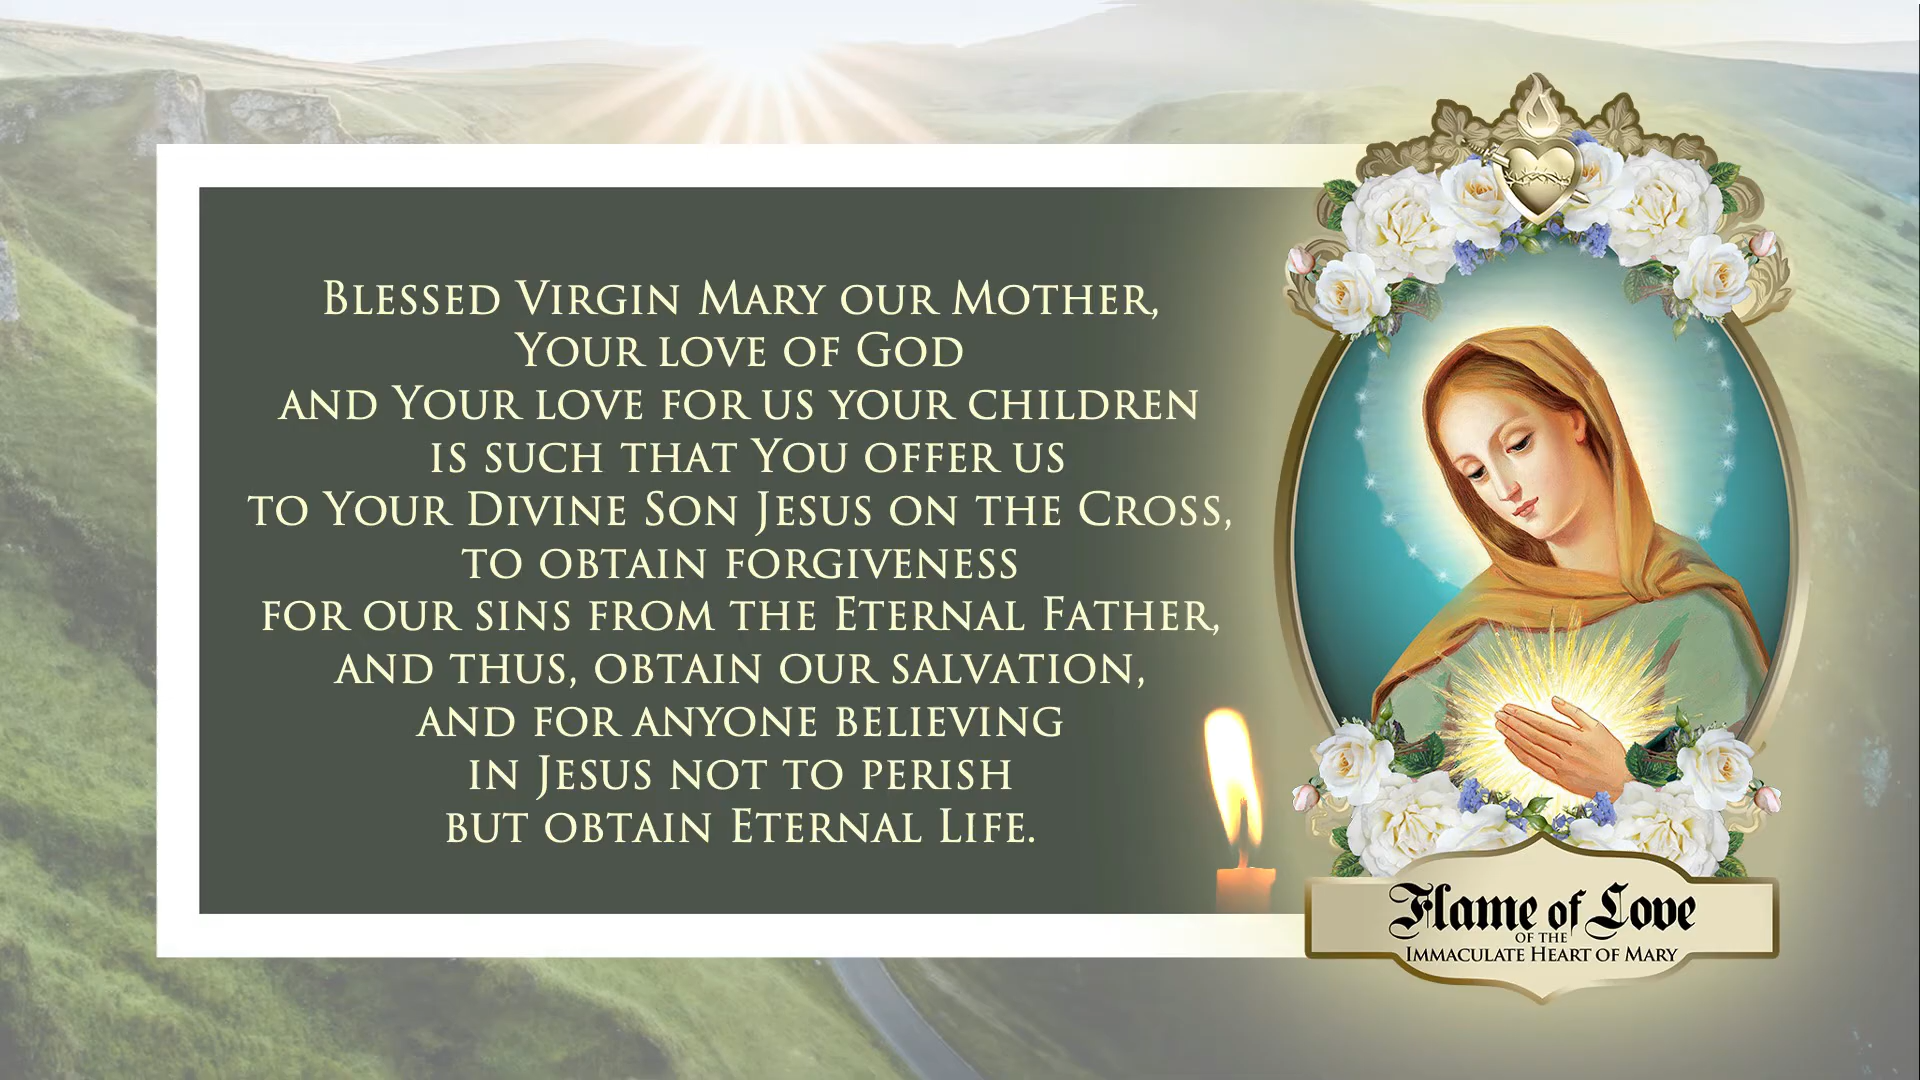 Blessed Virgin Mary our Mother,
Your love of God
and Your love for us your children
is such that You offer us
to Your Divine Son Jesus on the Cross,
to obtain forgiveness
for our sins from the Eternal Father,
and thus, obtain our salvation,
and for anyone believing
in Jesus not to perish
but obtain Eternal Life.
Flame of Love
of the
Immaculate Heart of Mary